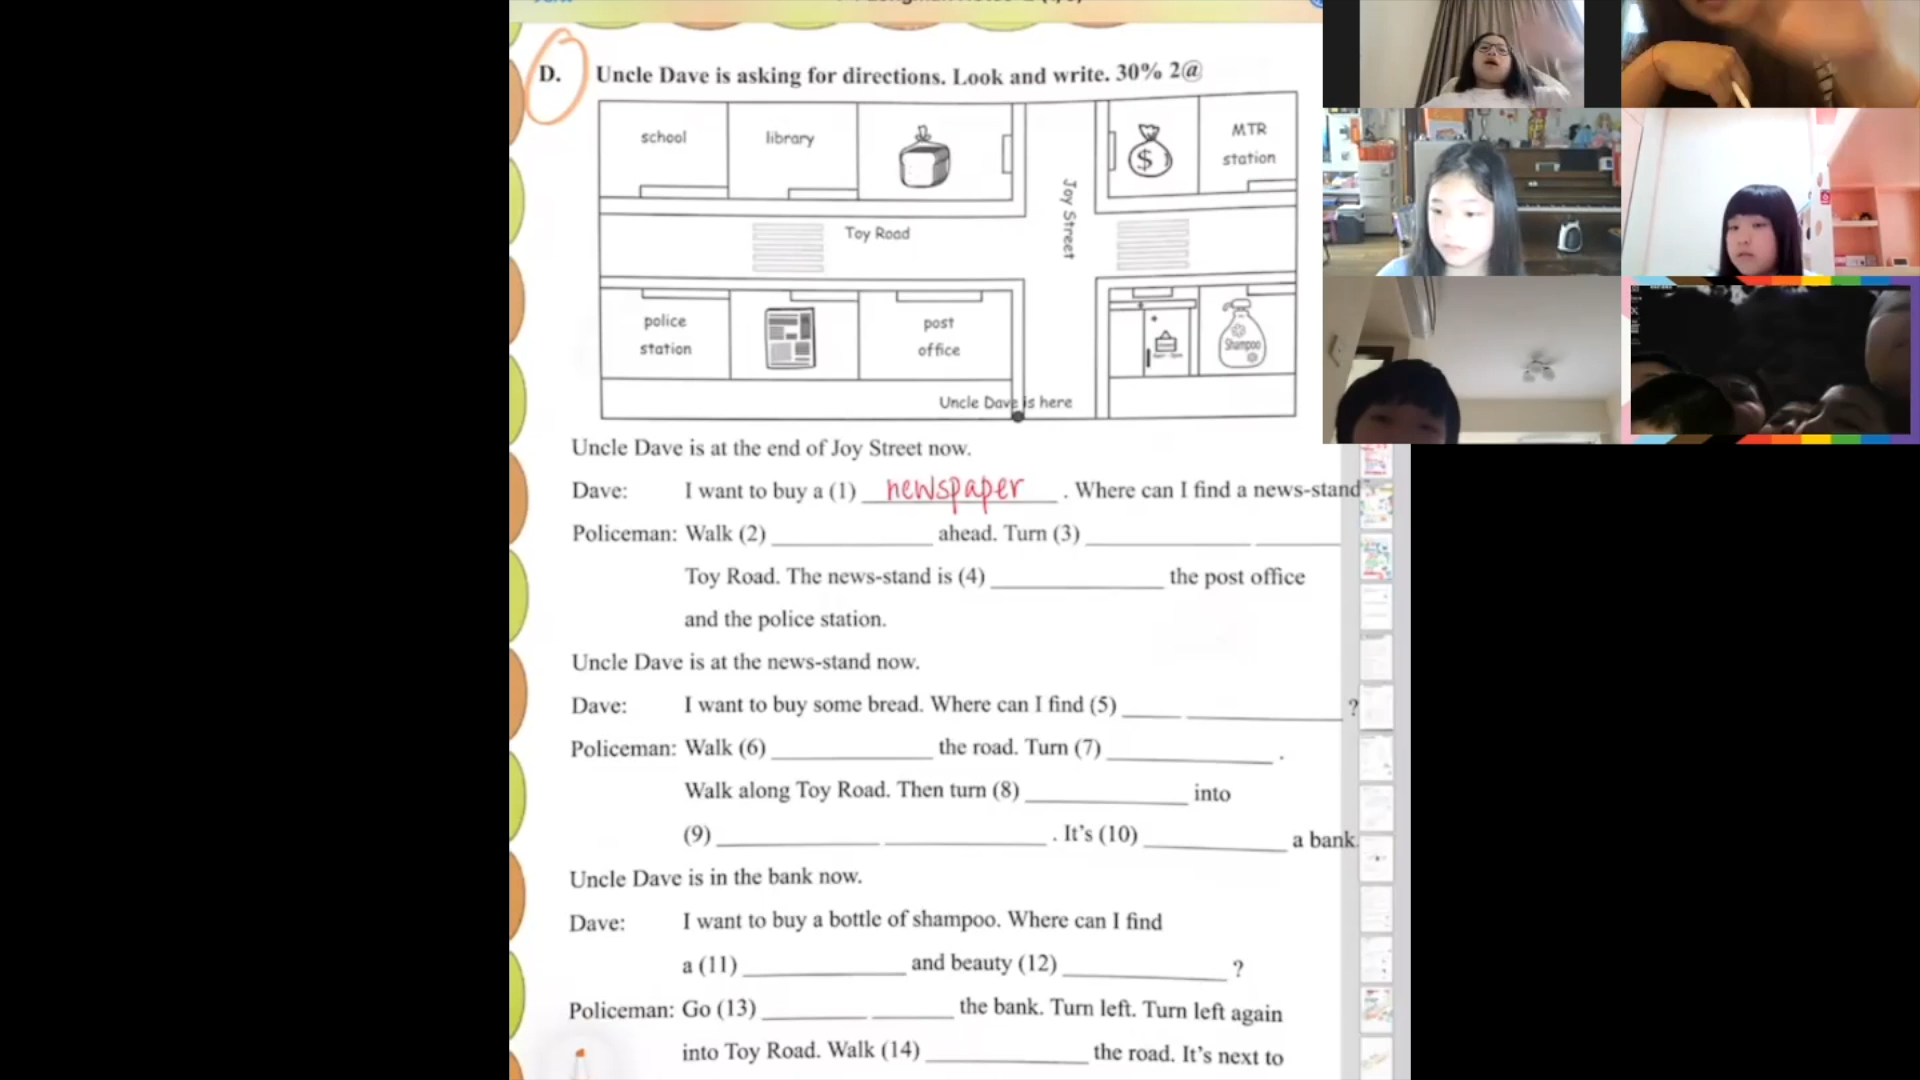 D. Uncle Dave is asking for directions. Look and write. 30% 2@
school
library
$
MTR
station
Joy Street
Toy Road
police
station
post
office
Shampoo
Uncle Dave is here
Uncle Dave is at the end of Joy Street now.
Dave: I want to buy a (1) newspaper . Where can I find a news-stand
Policeman: Walk (2) ahead. Turn (3)
Toy Road. The news-stand is (4) the post office
and the police station.
Uncle Dave is at the news-stand now.
Dave: I want to buy some bread. Where can I find (5) ?
Policeman: Walk (6) the road. Turn (7) .
Walk along Toy Road. Then turn (8) into
(9) . It's (10) a bank.
Uncle Dave is in the bank now.
Dave: I want to buy a bottle of shampoo. Where can I find
a (11) and beauty (12) ?
Policeman: Go (13) the bank. Turn left. Turn left again
into Toy Road. Walk (14) the road. It's next to